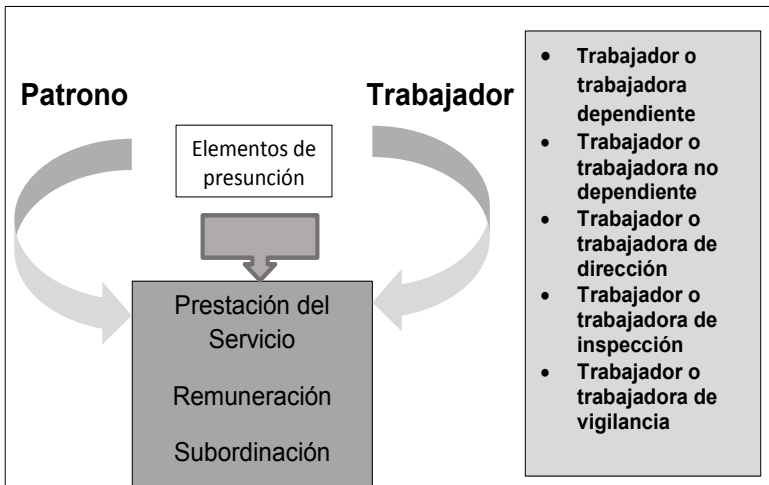 Patrono
Trabajador
Elementos de
presunción
Prestación del
Servicio
Remuneración
Subordinación
• Trabajador o
trabajadora
dependiente
• Trabajador o
trabajadora no
dependiente
• Trabajador o
trabajadora de
dirección
• Trabajador o
trabajadora de
inspección
• Trabajador o
trabajadora de
vigilancia